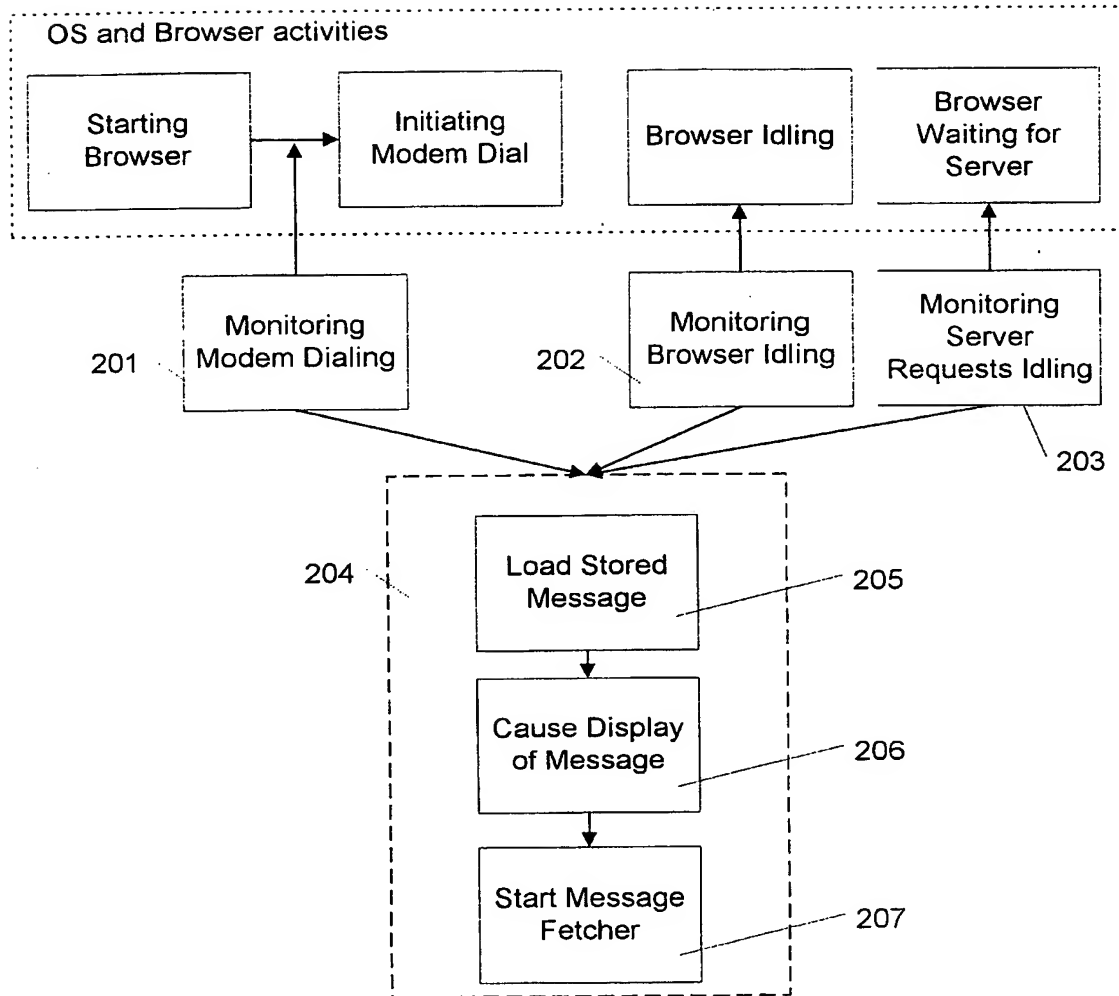 OS and Browser activities
Starting
Browser
Initiating
Modem Dial
Browser Idling
Browser
Waiting for
Server
Monitoring
Modem Dialing
201
Monitoring
Browser Idling
202
Monitoring
Server
Requests Idling
203
204
Load Stored
Message
205
Cause Display
of Message
206
Start Message
Fetcher
207